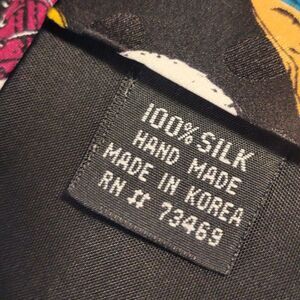 100% SILK
HAND MADE
MADE IN KOREA
RN # 73469